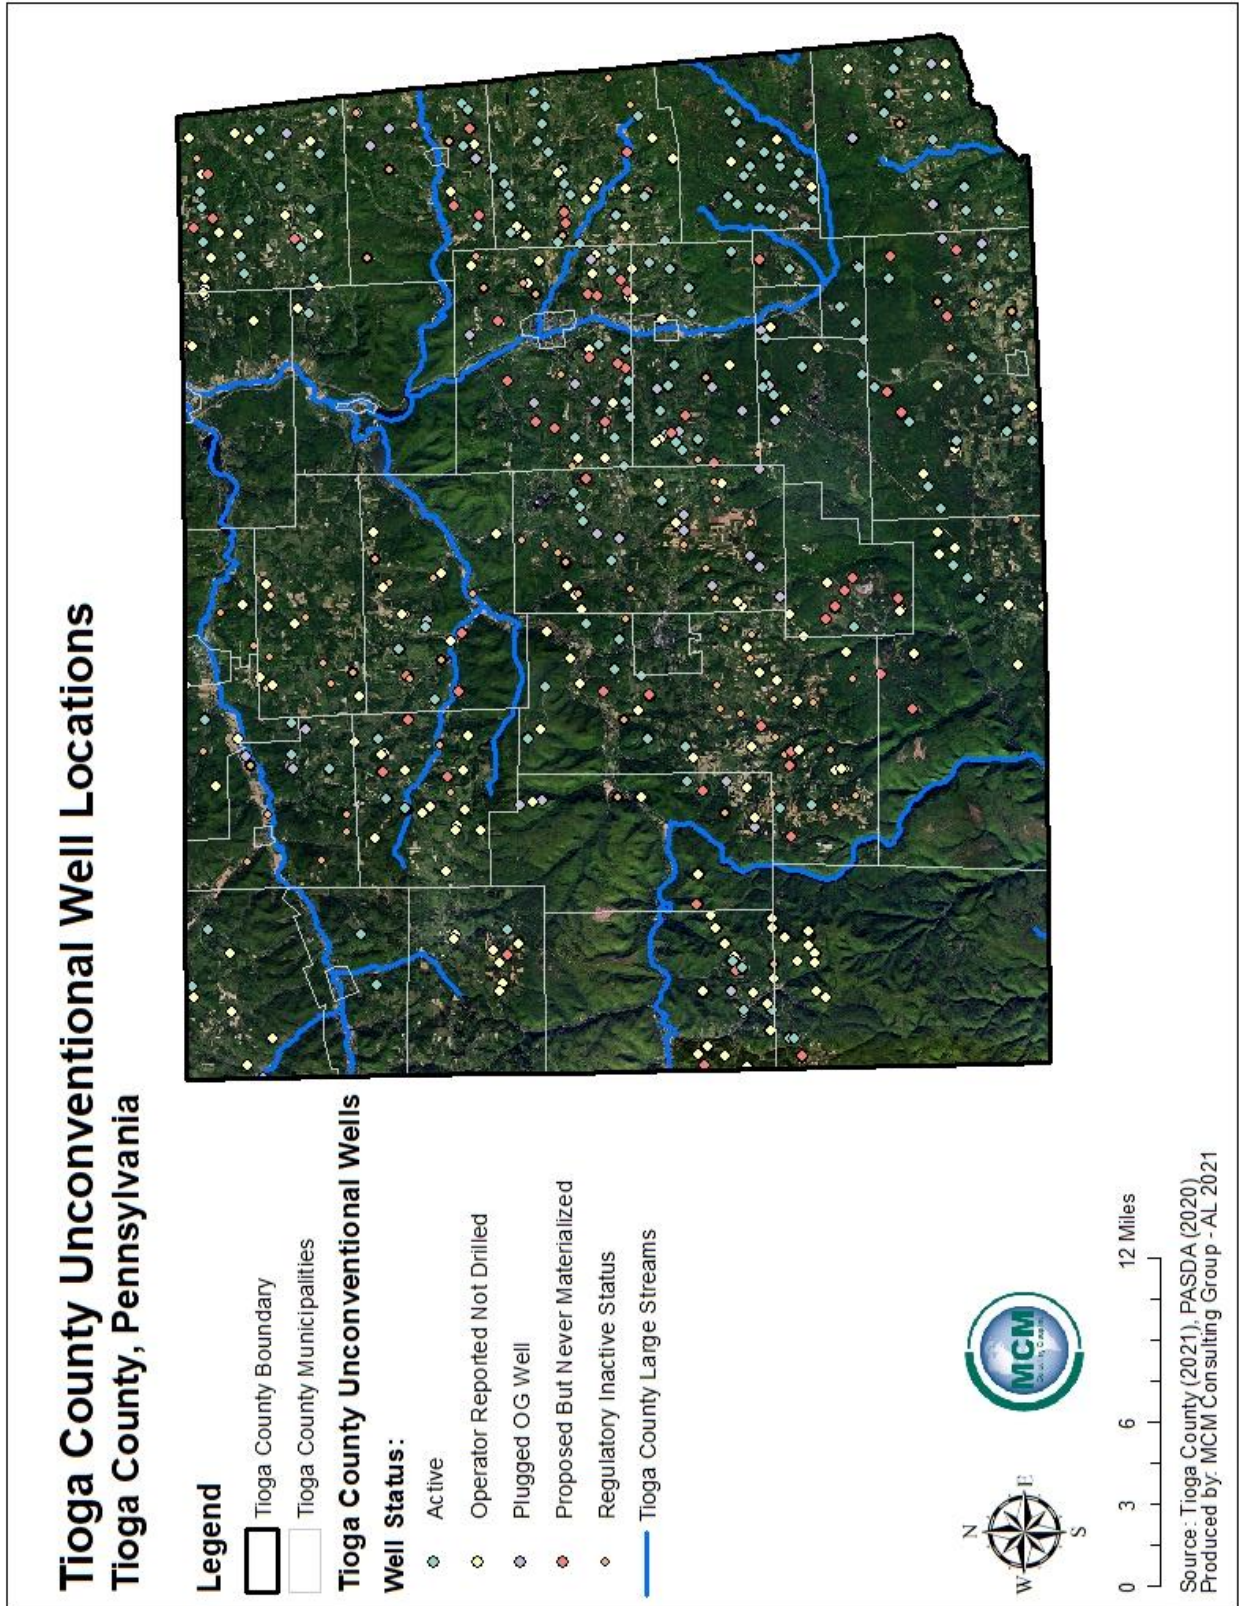 Tioga County Unconventional Well Locations
Tioga County, Pennsylvania
Legend
Tioga County Boundary
Tioga County Municipalities
Tioga County Unconventional Wells
Well Status:
Active
Operator Reported Not Drilled
Plugged OG Well
Proposed But Never Materialized
Regulatory Inactive Status
Tioga County Large Streams
N
W
E
S
MCM
0
3
6
12 Miles
Source: Tioga County (2021), PASDA (2020)
Produced by: MCM Consulting Group - AL 2021